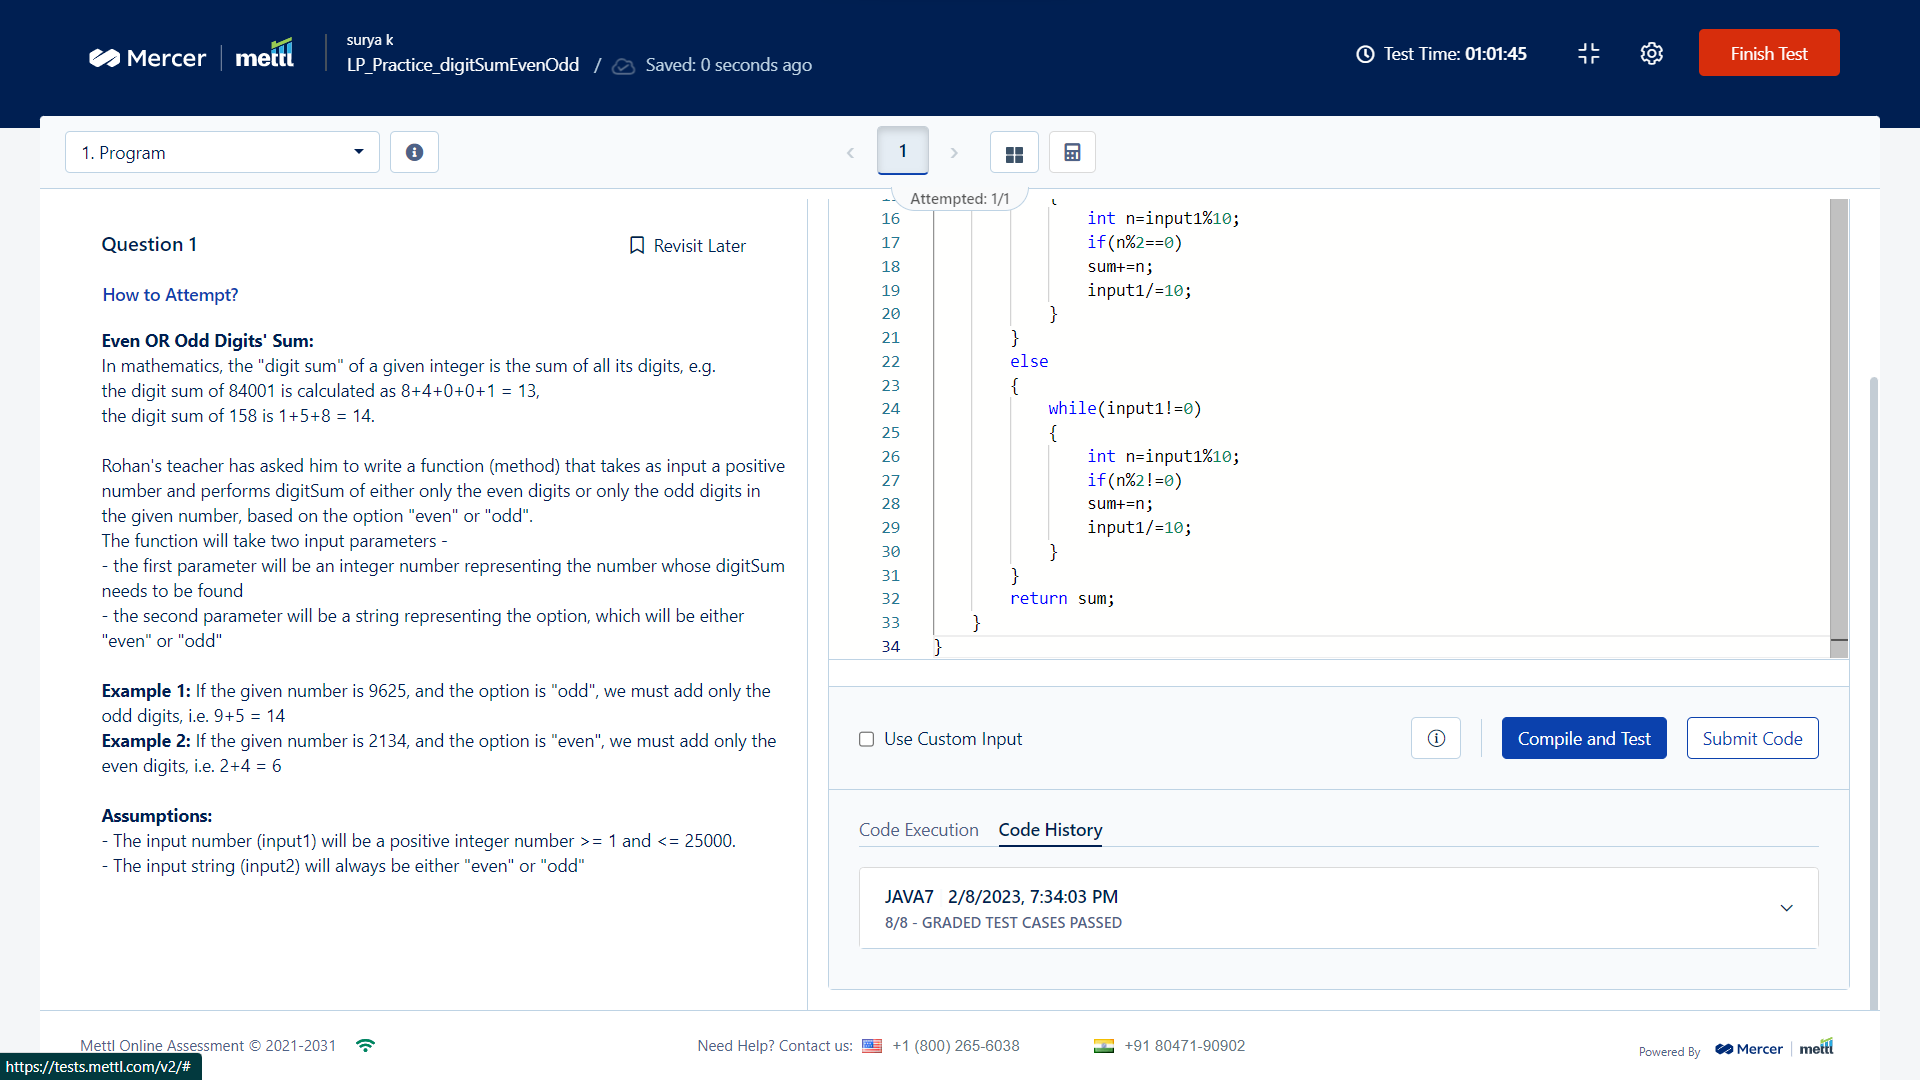 Mercer
mettl
surya k
LP_Practice_digitSumEvenOdd / Saved: 0 seconds ago
Test Time: 01:01:45
Finish Test
1. Program
1
Attempted: 1/1
Question 1
Revisit Later
How to Attempt?
Even OR Odd Digits' Sum:
In mathematics, the "digit sum" of a given integer is the sum of all its digits, e.g.
the digit sum of 84001 is calculated as 8+4+0+0+1 = 13,
the digit sum of 158 is 1+5+8 = 14.
Rohan's teacher has asked him to write a function (method) that takes as input a positive
number and performs digitSum of either only the even digits or only the odd digits in
the given number, based on the option "even" or "odd".
The function will take two input parameters -
- the first parameter will be an integer number representing the number whose digitSum
needs to be found
- the second parameter will be a string representing the option, which will be either
"even" or "odd"
Example 1: If the given number is 9625, and the option is "odd", we must add only the
odd digits, i.e. 9+5 = 14
Example 2: If the given number is 2134, and the option is "even", we must add only the
even digits, i.e. 2+4 = 6
Assumptions:
- The input number (input1) will be a positive integer number >= 1 and <= 25000.
- The input string (input2) will always be either "even" or "odd"
16 int n=input1%10;
17 if(n%2==0)
18 sum+=n;
19 input1/=10;
20 }
21 }
22 else
23 {
24 while(input1!=0)
25 {
26 int n=input1%10;
27 if(n%2!=0)
28 sum+=n;
29 input1/=10;
30 }
31 }
32 return sum;
33 }
34 }
Use Custom Input
Compile and Test
Submit Code
Code Execution
Code History
JAVA7 2/8/2023, 7:34:03 PM
8/8 - GRADED TEST CASES PASSED
Mettl Online Assessment © 2021-2031
Need Help? Contact us: +1 (800) 265-6038
+91 80471-90902
Powered By Mercer mettl
https://tests.mettl.com/v2/#